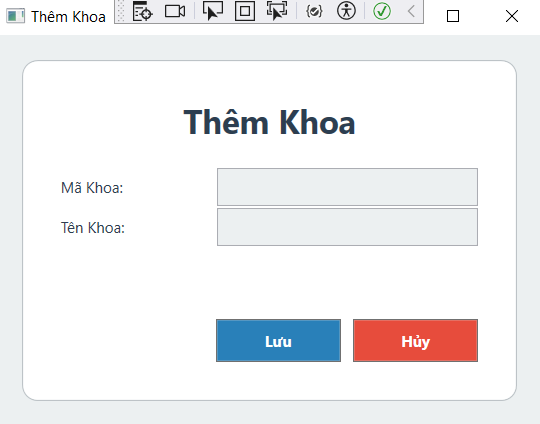 Thêm Khoa
Thêm Khoa
Mã Khoa:
Tên Khoa:
Lưu
Hủy